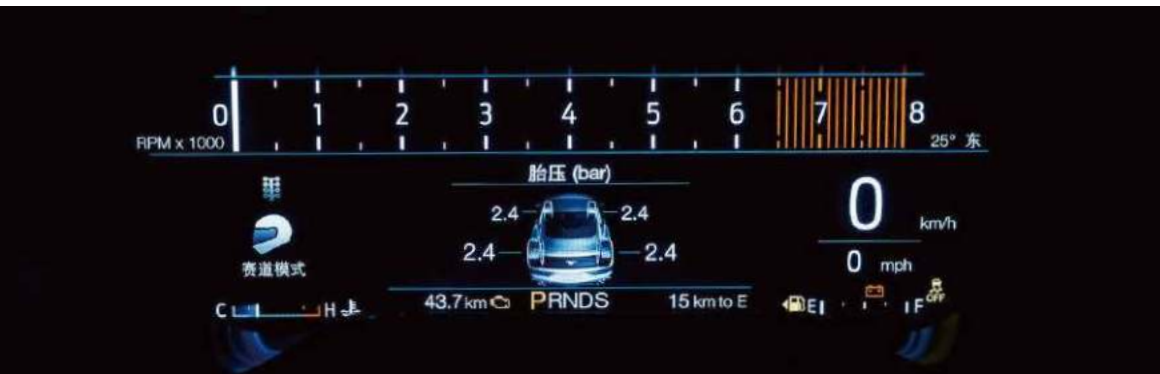 0 1 2 3 4 5 6 7 8
RPM x 1000
25° 东
胎压 (bar)
2.4 2.4
2.4 2.4
赛道模式
0 km/h
0 mph
C H
43.7 km PRNDS 15 km to E
E F
OFF